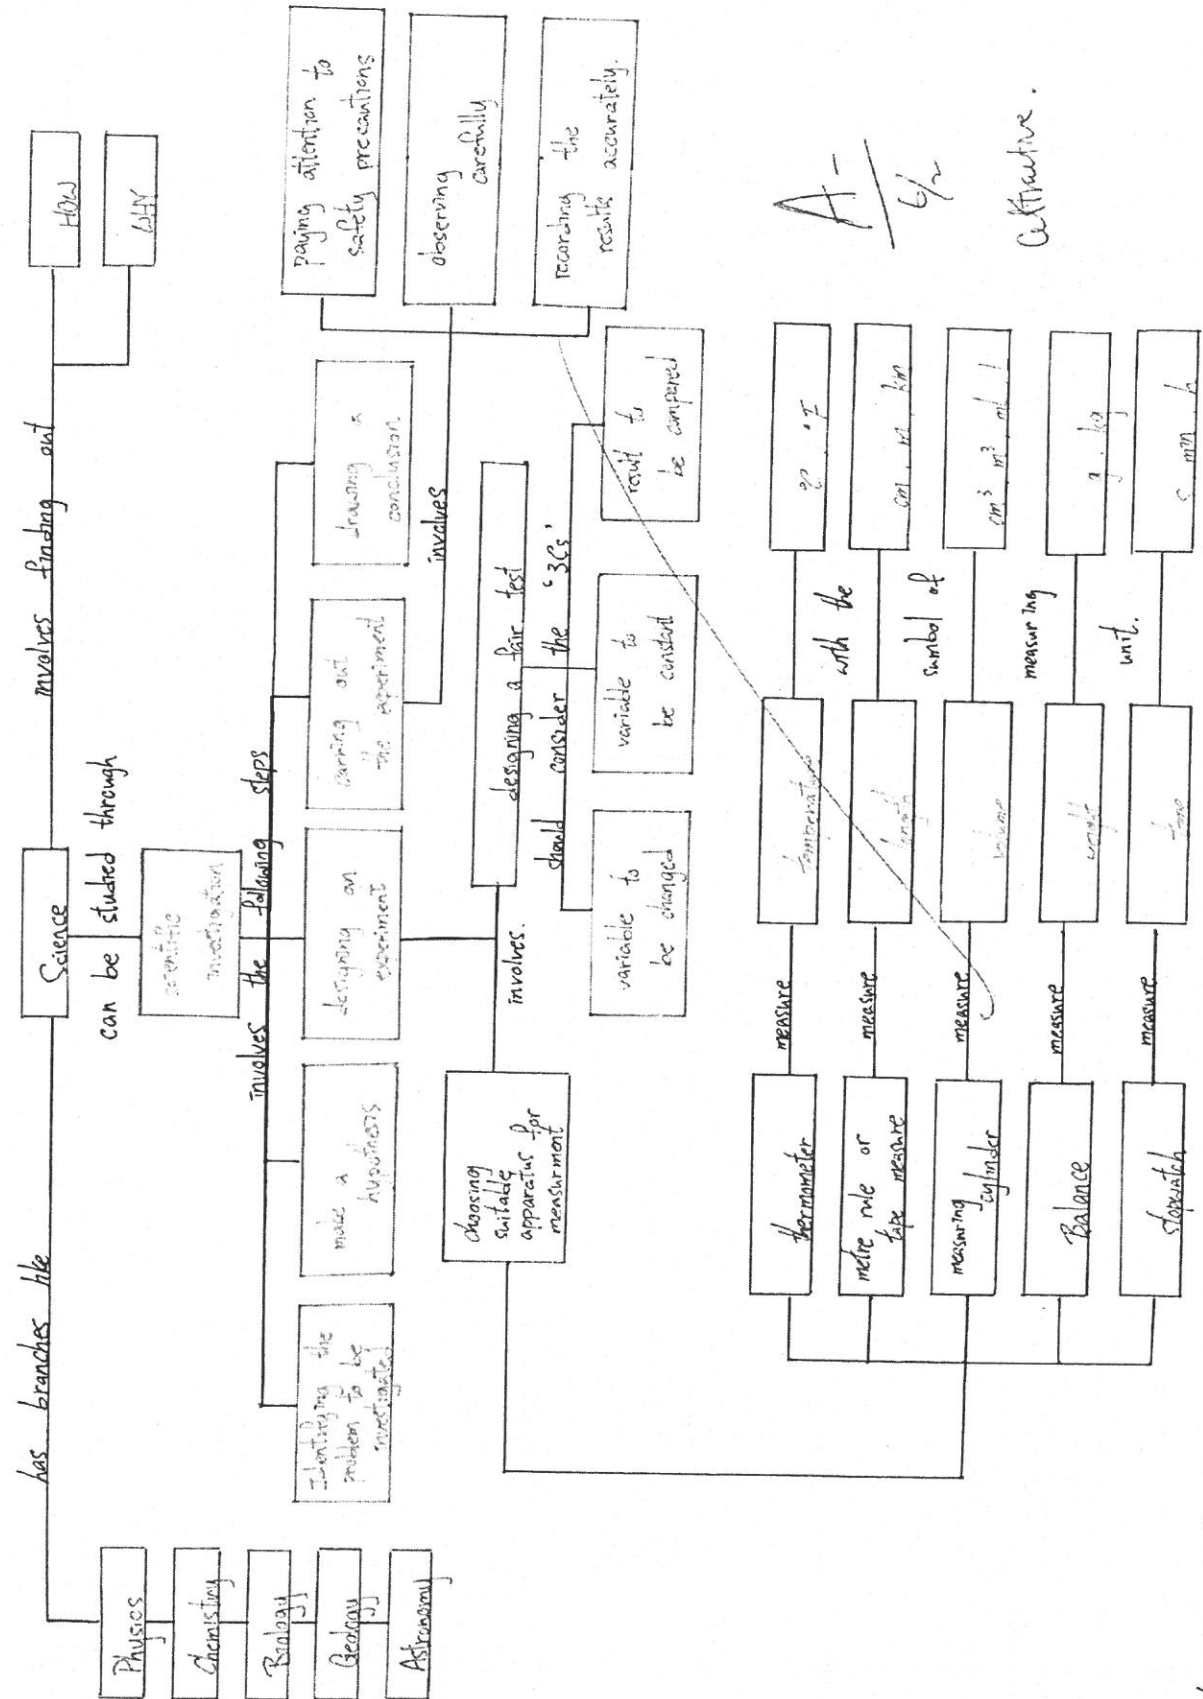 Science
has branches like
Physics
Chemistry
Biology
Geology
Astronomy
can be studied through
scientific
investigation
involves finding out
HOW
WHY
involves the following steps
Identifying the
problem to be
investigated
make a
hypothesis
designing an
experiment
carring out
the experiment
drawing a
conclusion
involves
paying attention to
safety precautions
observing
carefully
recording the
results accurately.
involves.
choosing
suitable
apparatus for
measurment
designing a fair test
should consider the '3Cs'
variable to
be changed
variable to
be constant
result to
be compared
thermometer
measure
temperature
°C . °F
metre rule or
tape measure
measure
length
cm . m . km
measuring
cylinder
measure
volume
cm³ m³ ml . l
Balance
measure
weight
g . kg
stopwatch
measure
time
s min h
with the
sumbol of
measuring
unit.
A-
attractive.